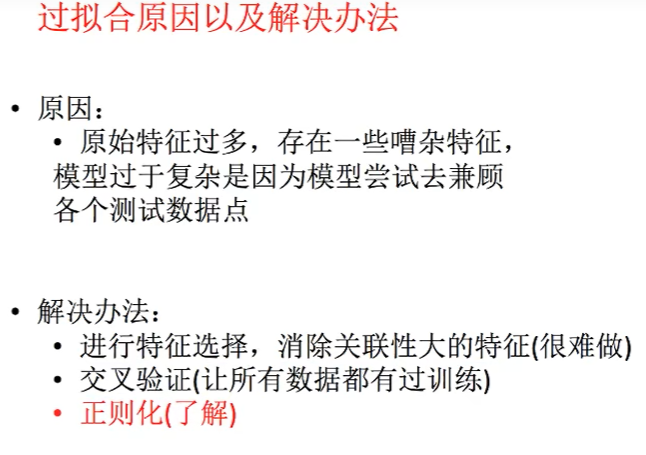 过拟合原因以及解决办法
• 原因：
• 原始特征过多，存在一些嘈杂特征，
模型过于复杂是因为模型尝试去兼顾
各个测试数据点
• 解决办法：
• 进行特征选择，消除关联性大的特征(很难做)
• 交叉验证(让所有数据都有过训练)
• 正则化(了解)